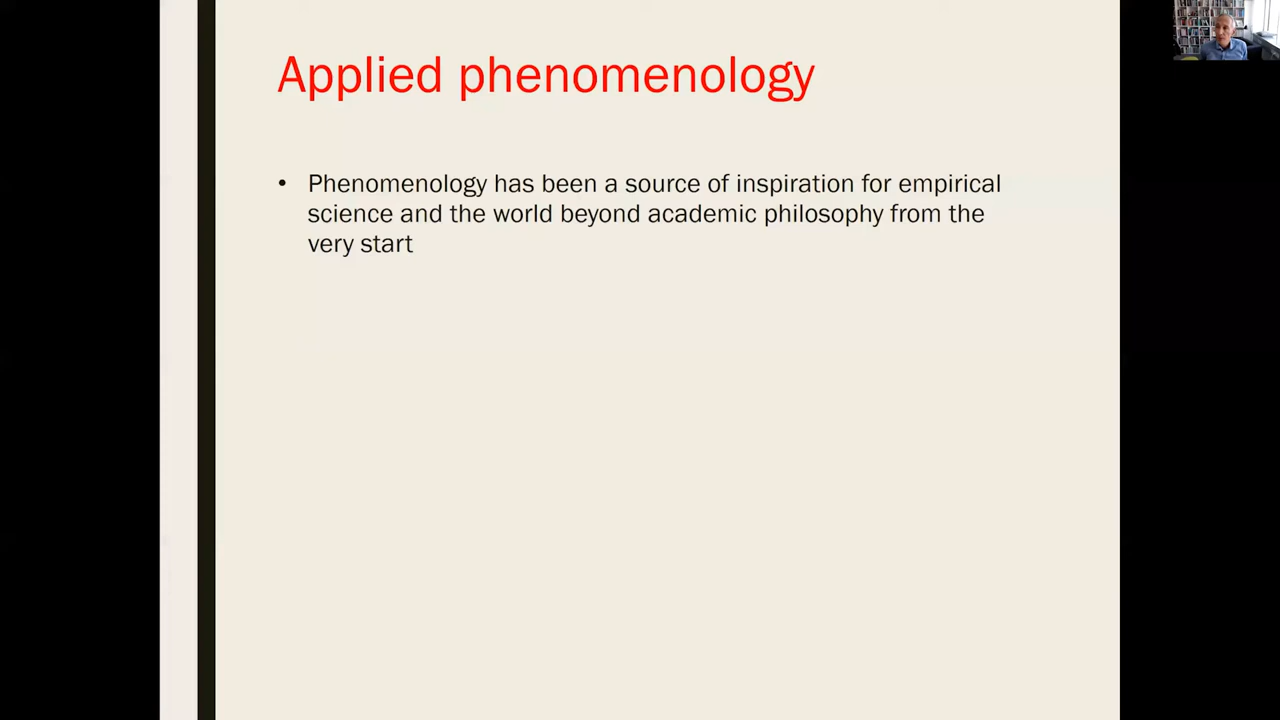 Applied phenomenology
• Phenomenology has been a source of inspiration for empirical
science and the world beyond academic philosophy from the
very start